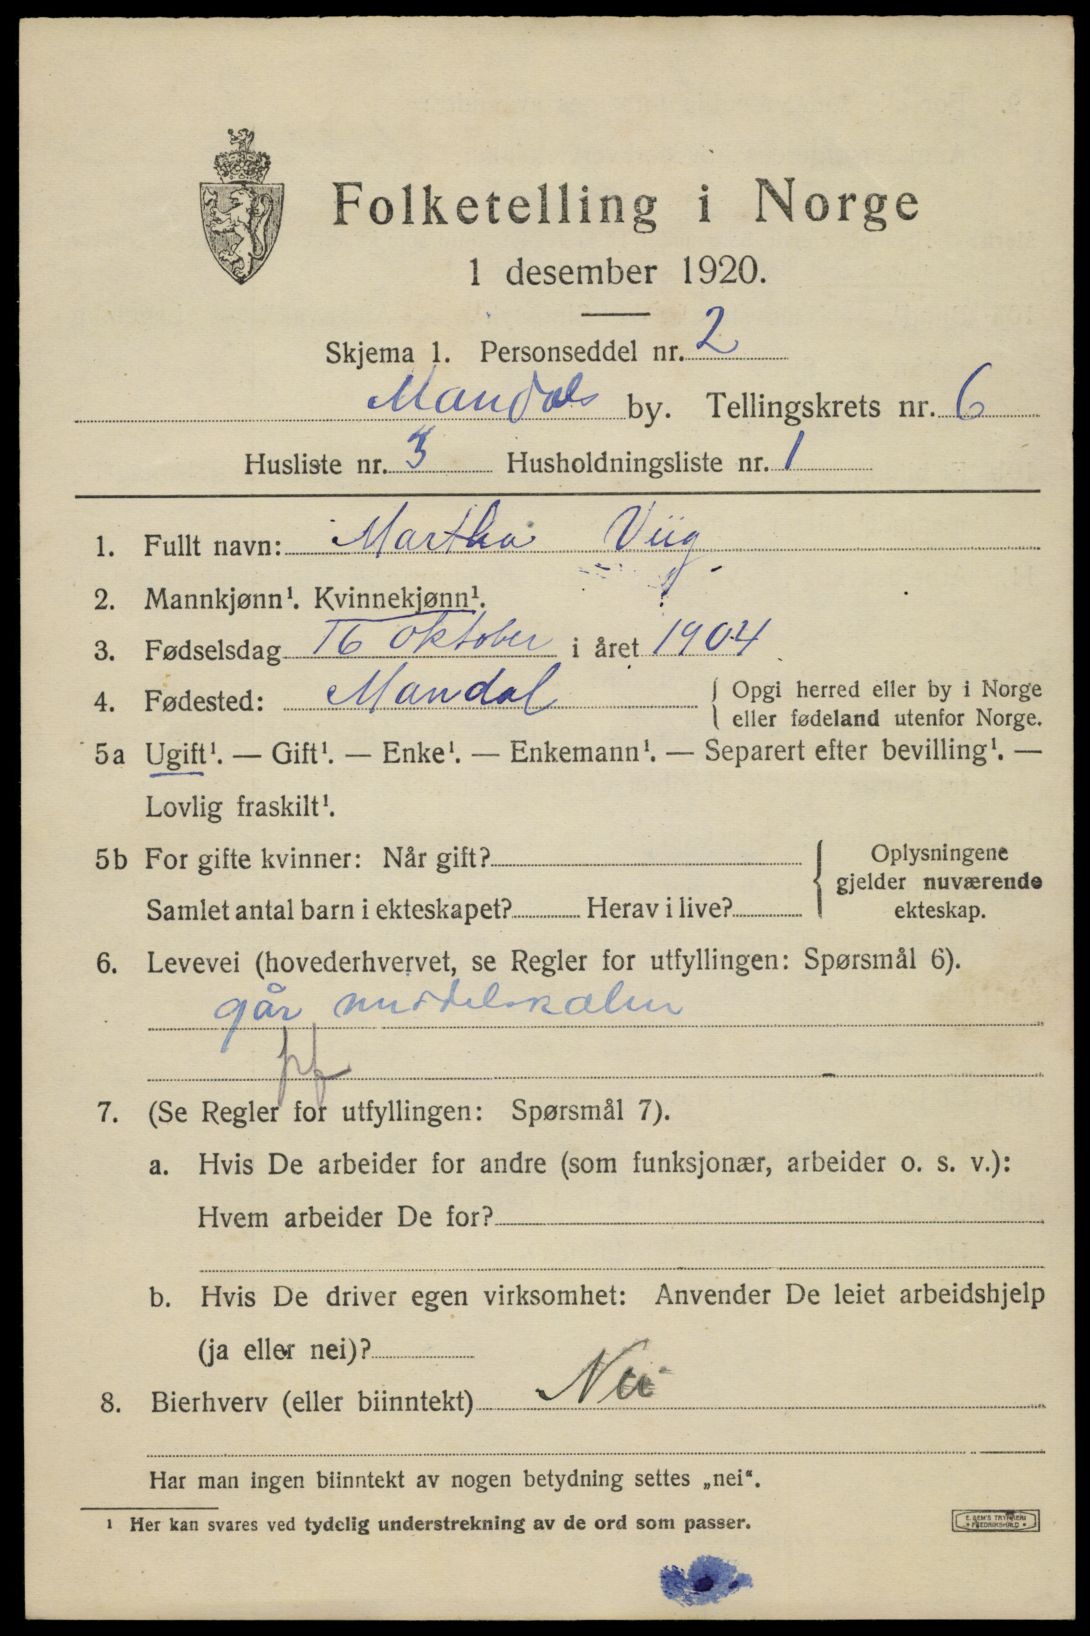 Folketelling i Norge
1 desember 1920.
Skjema 1. Personseddel nr. 2
Mandals by. Tellingskrets nr. 6
Husliste nr. 3 Husholdningsliste nr. 1
1. Fullt navn: Martha Viig
2. Mannkjønn¹. Kvinnekjønn¹.
3. Fødselsdag 16 oktober i året 1904
4. Fødested: Mandal { Opgi herred eller by i Norge
eller fødeland utenfor Norge.
5a Ugift¹. — Gift¹. — Enke¹. — Enkemann¹. — Separert efter bevilling¹. —
Lovlig fraskilt¹.
5b For gifte kvinner: Når gift? { Oplysningene
gjelder nuværende
Samlet antal barn i ekteskapet? Herav i live? ekteskap.
6. Levevei (hovederhvervet, se Regler for utfyllingen: Spørsmål 6).
går middelskolen
pf
7. (Se Regler for utfyllingen: Spørsmål 7).
a. Hvis De arbeider for andre (som funksjonær, arbeider o. s. v.):
Hvem arbeider De for?
b. Hvis De driver egen virksomhet: Anvender De leiet arbeidshjelp
(ja eller nei)?
8. Bierhverv (eller biinntekt) Nei
Har man ingen biinntekt av nogen betydning settes „nei“.
¹ Her kan svares ved tydelig understrekning av de ord som passer.
E. SEM'S TRYKKERI
FREDRIKSHALD